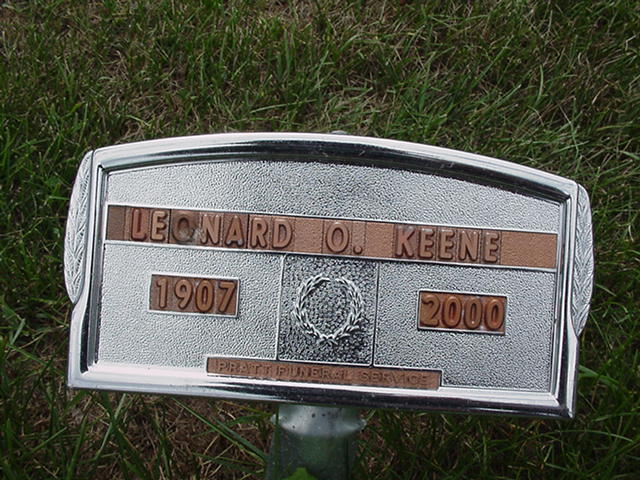 LEONARD O. KEENE
1907 2000
PRATT FUNERAL SERVICE